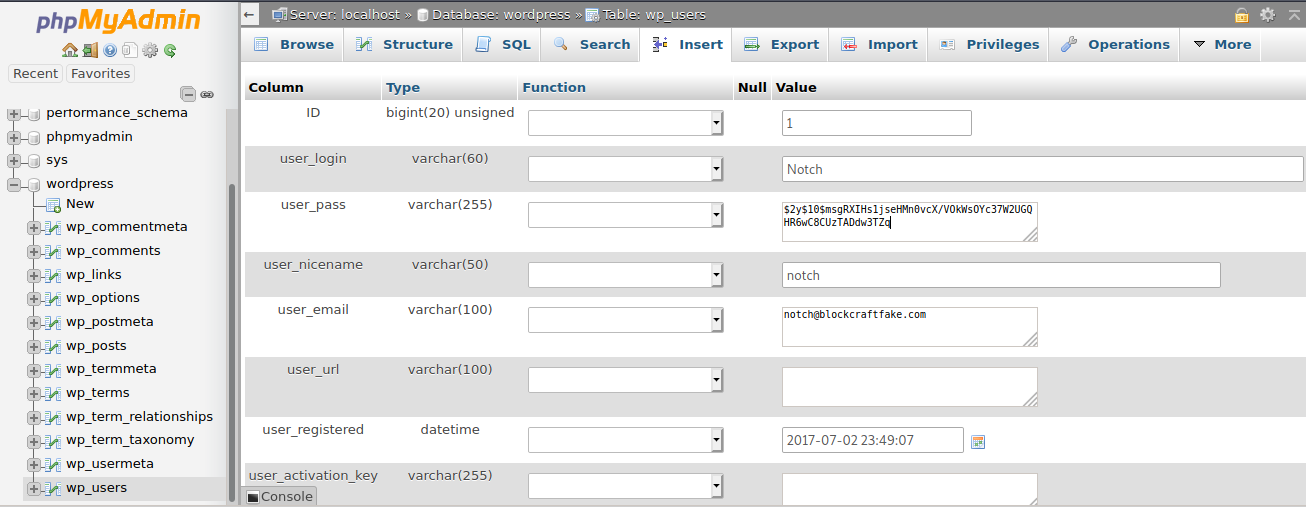 phpMyAdmin
Recent Favorites
performance_schema
phpmyadmin
sys
wordpress
New
wp_commentmeta
wp_comments
wp_links
wp_options
wp_postmeta
wp_posts
wp_termmeta
wp_terms
wp_term_relationships
wp_term_taxonomy
wp_usermeta
wp_users
Server: localhost » Database: wordpress » Table: wp_users
Browse Structure SQL Search Insert Export Import Privileges Operations More
Column Type Function Null Value
ID bigint(20) unsigned 1
user_login varchar(60) Notch
user_pass varchar(255) $2y$10$msgRXIHs1jseHMn0vcX/VOkWsOYc37W2UGQ
HR6wC8CUzTADdw3TZq
user_nicename varchar(50) notch
user_email varchar(100) notch@blockcraftfake.com
user_url varchar(100)
user_registered datetime 2017-07-02 23:49:07
user_activation_key varchar(255)
Console